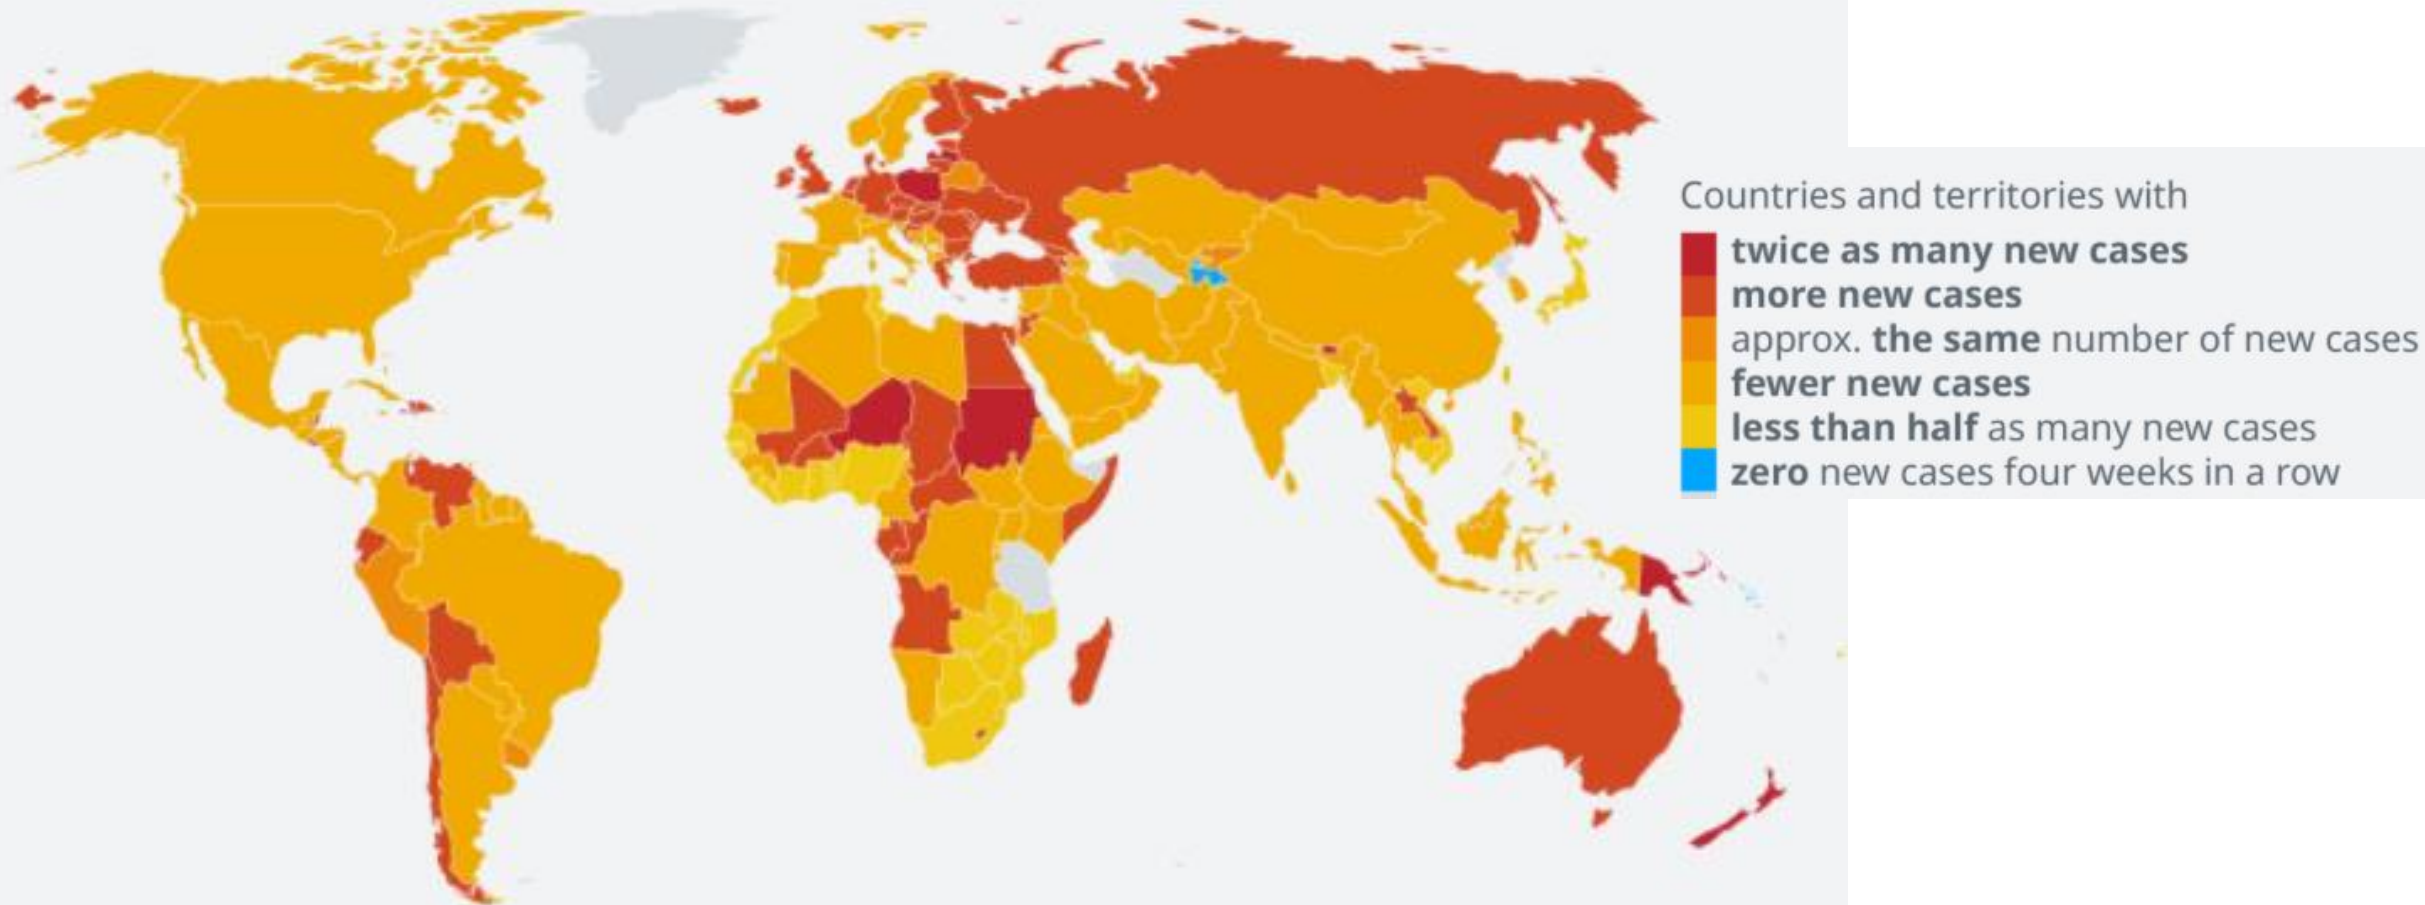 Countries and territories with
twice as many new cases
more new cases
approx. the same number of new cases
fewer new cases
less than half as many new cases
zero new cases four weeks in a row